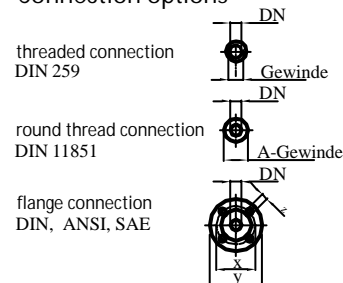 connection options
DN
threaded connection
DIN 259
Gewinde
DN
round thread connection
DIN 11851
A-Gewinde
DN
flange connection
DIN, ANSI, SAE
x
y